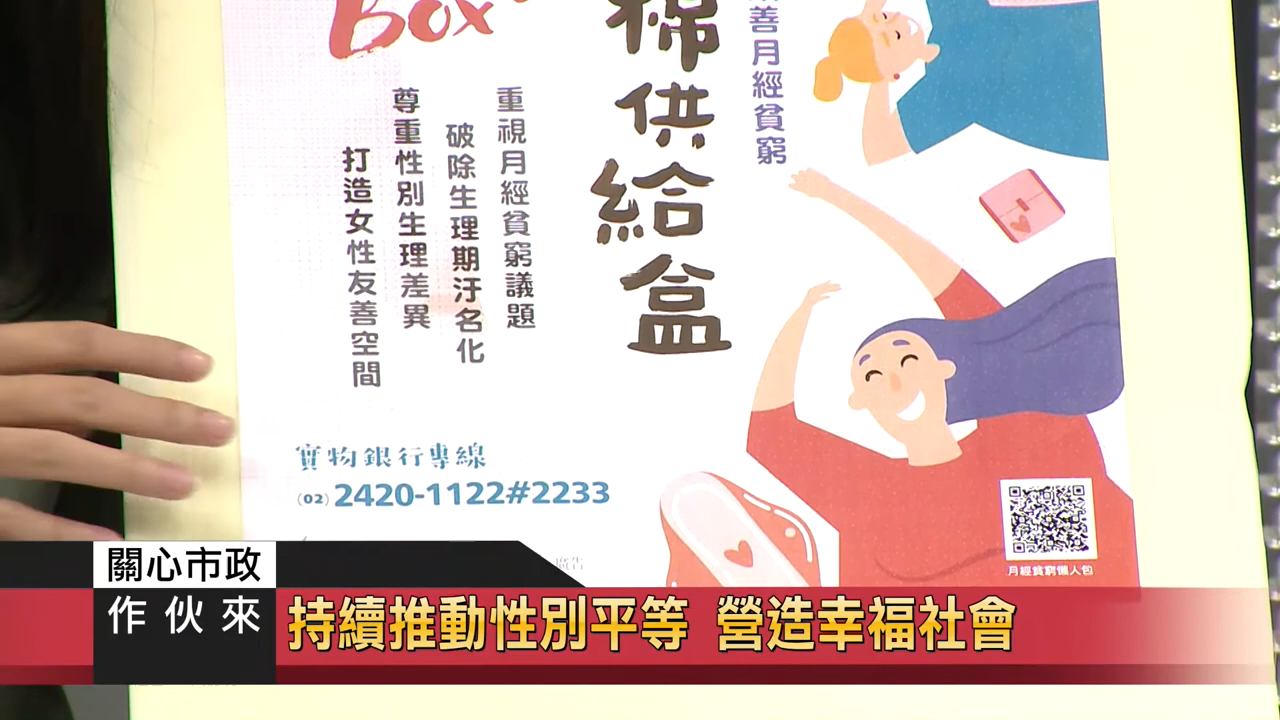 Box
棉供給盒
善月經貧窮
重視月經貧窮議題
破除生理期汙名化
尊重性別生理差異
打造女性友善空間
實物銀行專線
(02) 2420-1122#2233
廣告
月經貧窮懶人包
關心市政
作伙來
持續推動性別平等 營造幸福社會